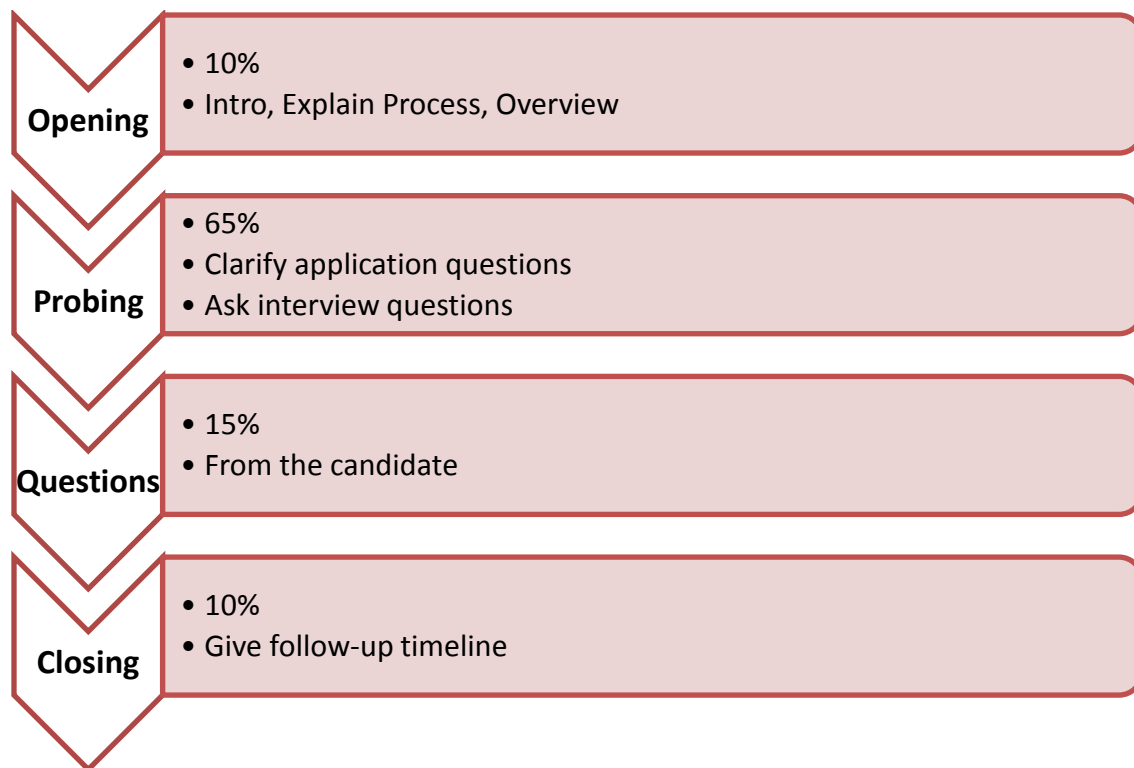 Opening
• 10%
• Intro, Explain Process, Overview
Probing
• 65%
• Clarify application questions
• Ask interview questions
Questions
• 15%
• From the candidate
Closing
• 10%
• Give follow-up timeline